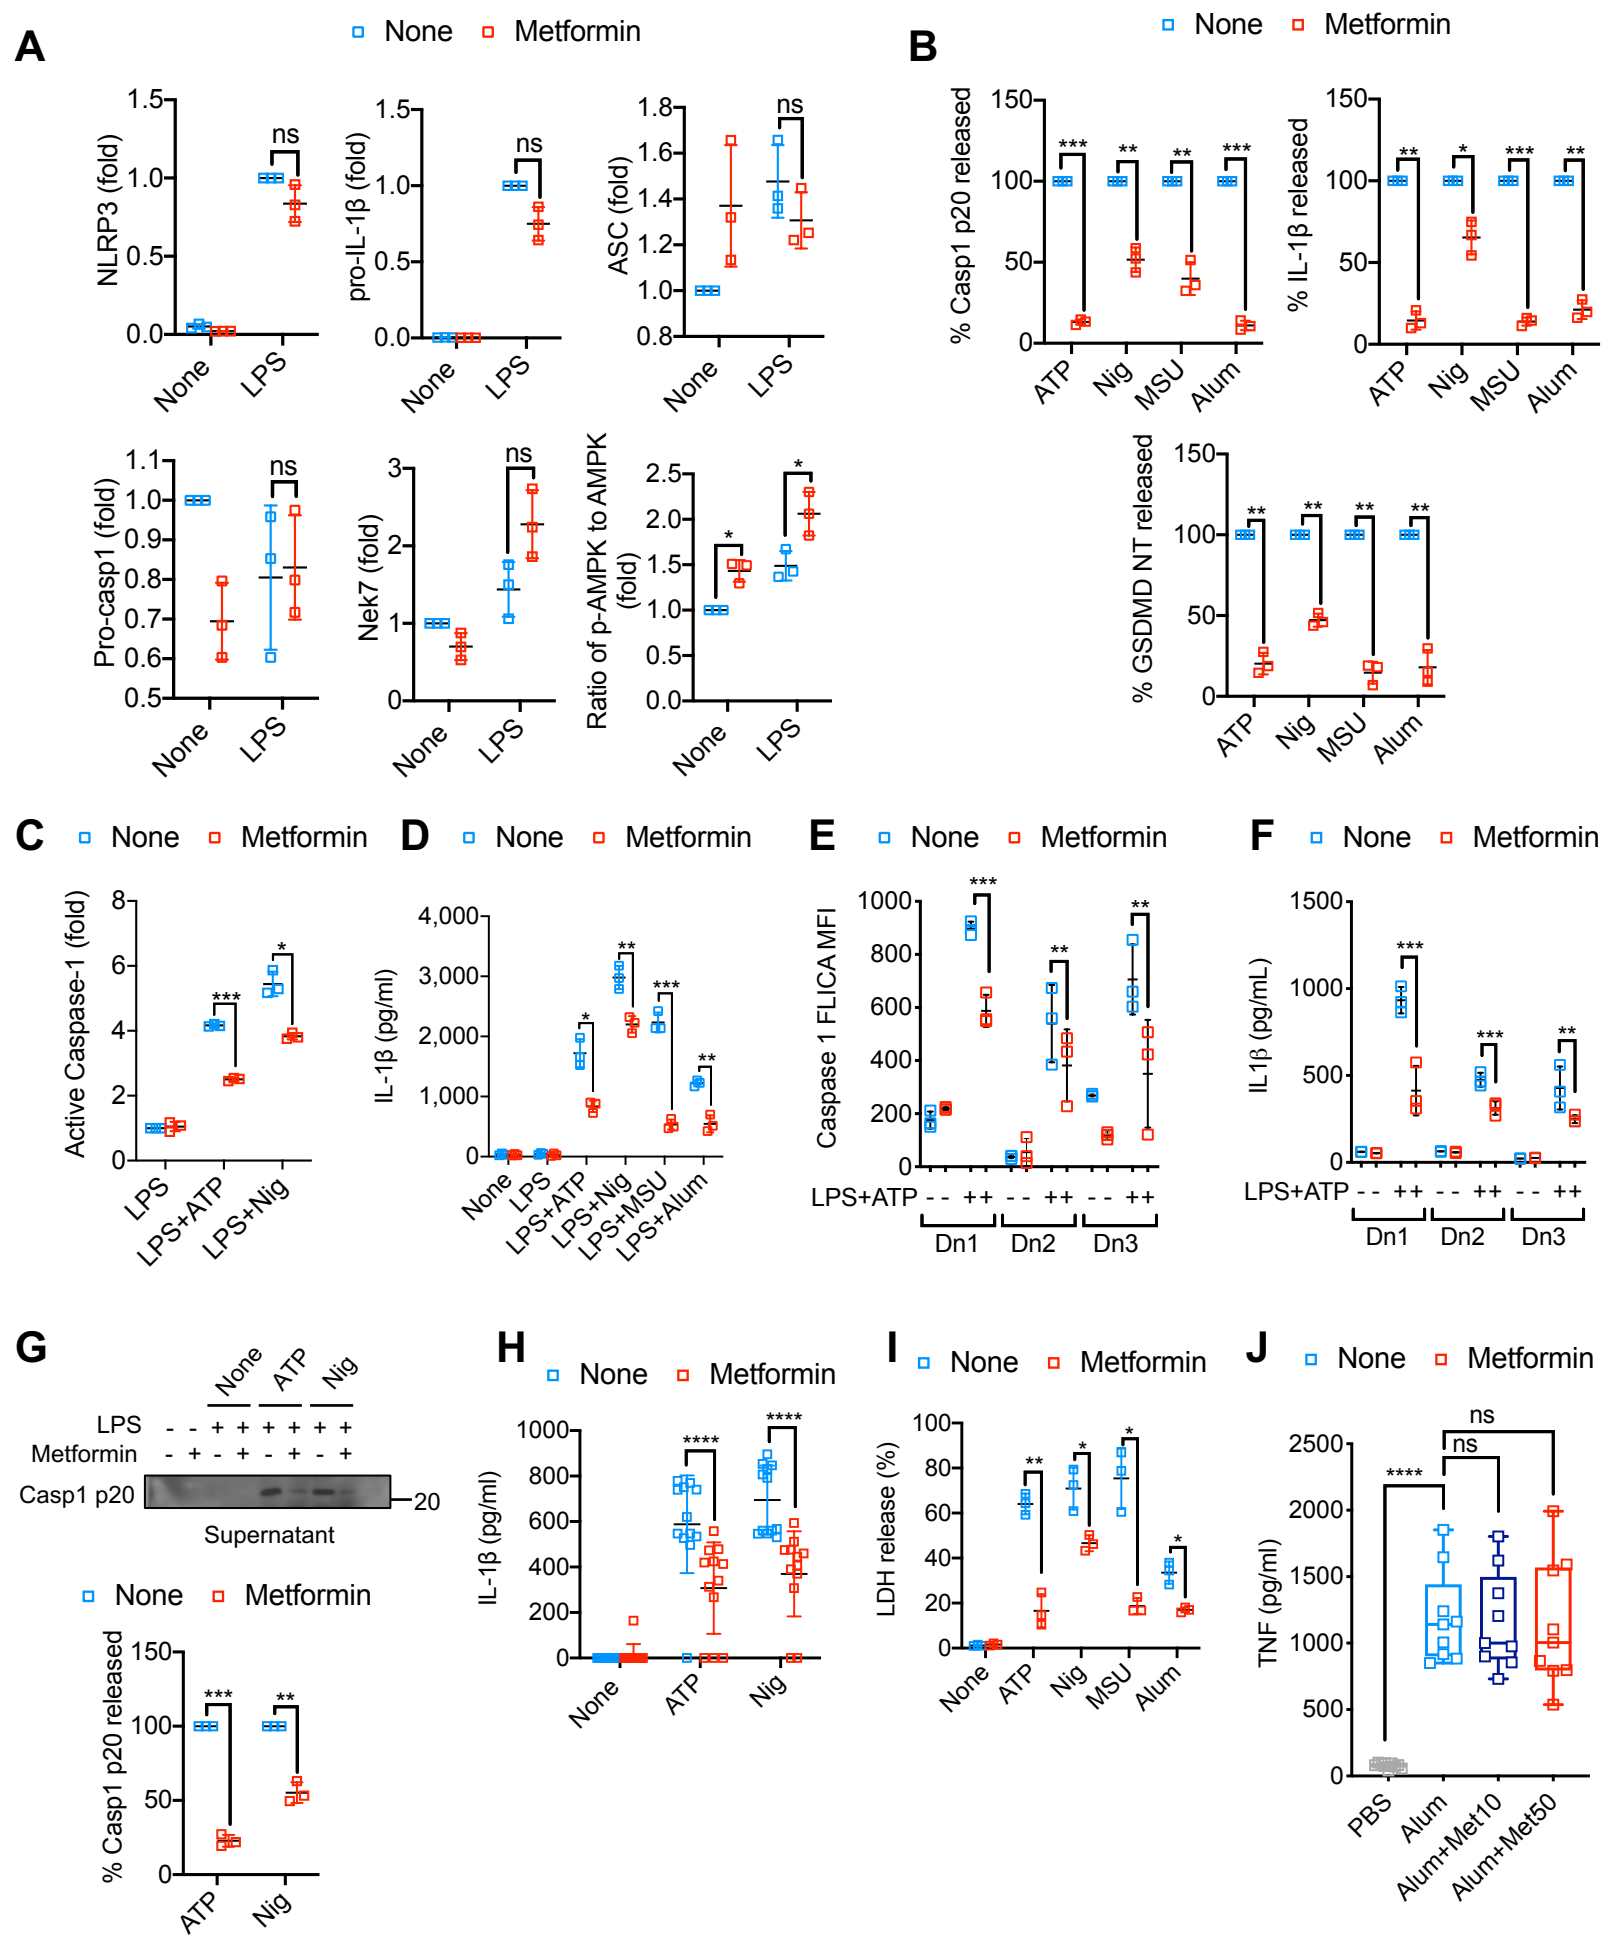 A
None Metformin
NLRP3 (fold)
1.5
1.0
0.5
0
ns
None LPS
pro-IL-1β (fold)
1.5
1.0
0.5
0.0
ns
None LPS
ASC (fold)
1.8
1.6
1.4
1.2
1.0
0.8
ns
None LPS
Pro-casp1 (fold)
1.1
1.0
0.9
0.8
0.7
0.6
0.5
ns
None LPS
Nek7 (fold)
3
2
1
0
ns
None LPS
Ratio of p-AMPK to AMPK
(fold)
2.5
2.0
1.5
1.0
0.5
0.0
* *
None LPS
B
None Metformin
% Casp1 p20 released
150
100
50
0
*** ** ** ***
ATP Nig MSU Alum
% IL-1β released
150
100
50
0
** * *** **
ATP Nig MSU Alum
% GSDMD NT released
150
100
50
0
** ** ** **
ATP Nig MSU Alum
C
None Metformin
Active Caspase-1 (fold)
8
6
4
2
0
*** *
LPS LPS+ATP LPS+Nig
D
None Metformin
IL-1β (pg/ml)
4,000
3,000
2,000
1,000
0
* ** *** **
None LPS LPS+ATP LPS+Nig LPS+MSU LPS+Alum
E
None Metformin
Caspase 1 FLICA MFI
1000
800
600
400
200
0
*** ** **
LPS+ATP - - + + - - + + - - + +
Dn1 Dn2 Dn3
F
None Metformin
IL1β (pg/mL)
1500
1000
500
0
*** *** **
LPS+ATP - - + + - - + + - - + +
Dn1 Dn2 Dn3
G
None ATP Nig
LPS - - + + + + + +
Metformin - + - + - + - +
Casp1 p20
20
Supernatant
None Metformin
% Casp1 p20 released
150
100
50
0
*** **
ATP Nig
H
None Metformin
IL-1β (pg/ml)
1000
800
600
400
200
0
**** ****
None ATP Nig
I
None Metformin
LDH release (%)
100
80
60
40
20
0
** * * *
None ATP Nig MSU Alum
J
None Metformin
TNF (pg/ml)
2500
2000
1500
1000
500
0
**** ns ns
PBS Alum Alum+Met10 Alum+Met50